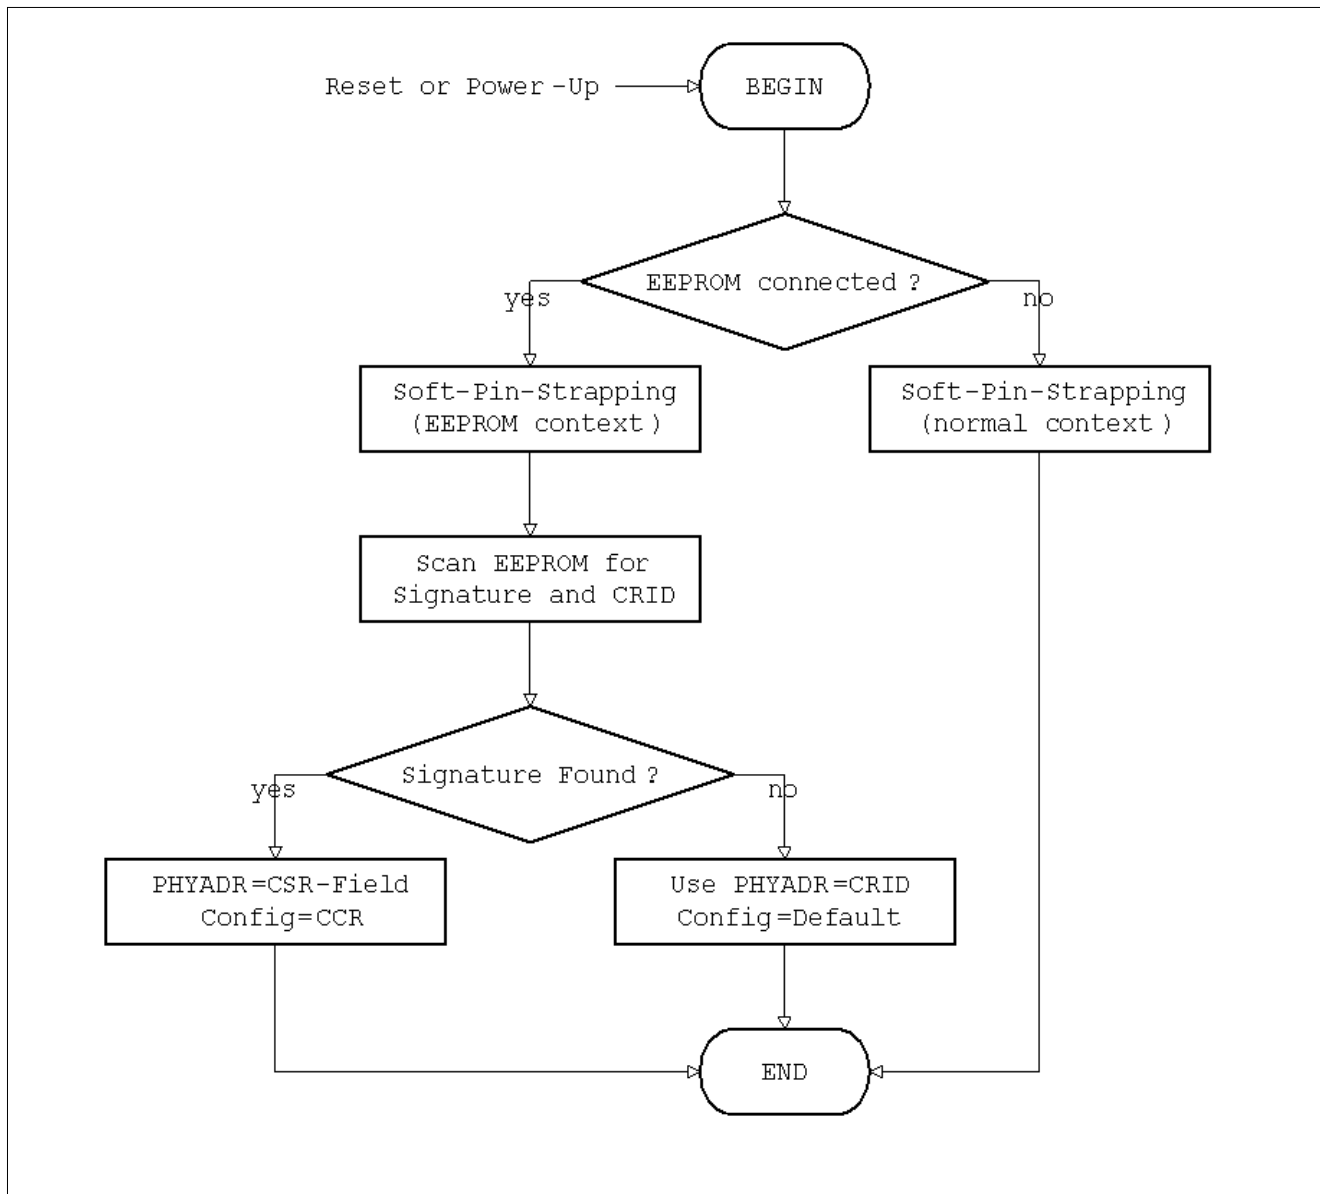 Reset or Power-Up
BEGIN
EEPROM connected?
yes
no
Soft-Pin-Strapping
(EEPROM context)
Soft-Pin-Strapping
(normal context)
Scan EEPROM for
Signature and CRID
Signature Found?
yes
no
PHYADR=CSR-Field
Config=CCR
Use PHYADR=CRID
Config=Default
END